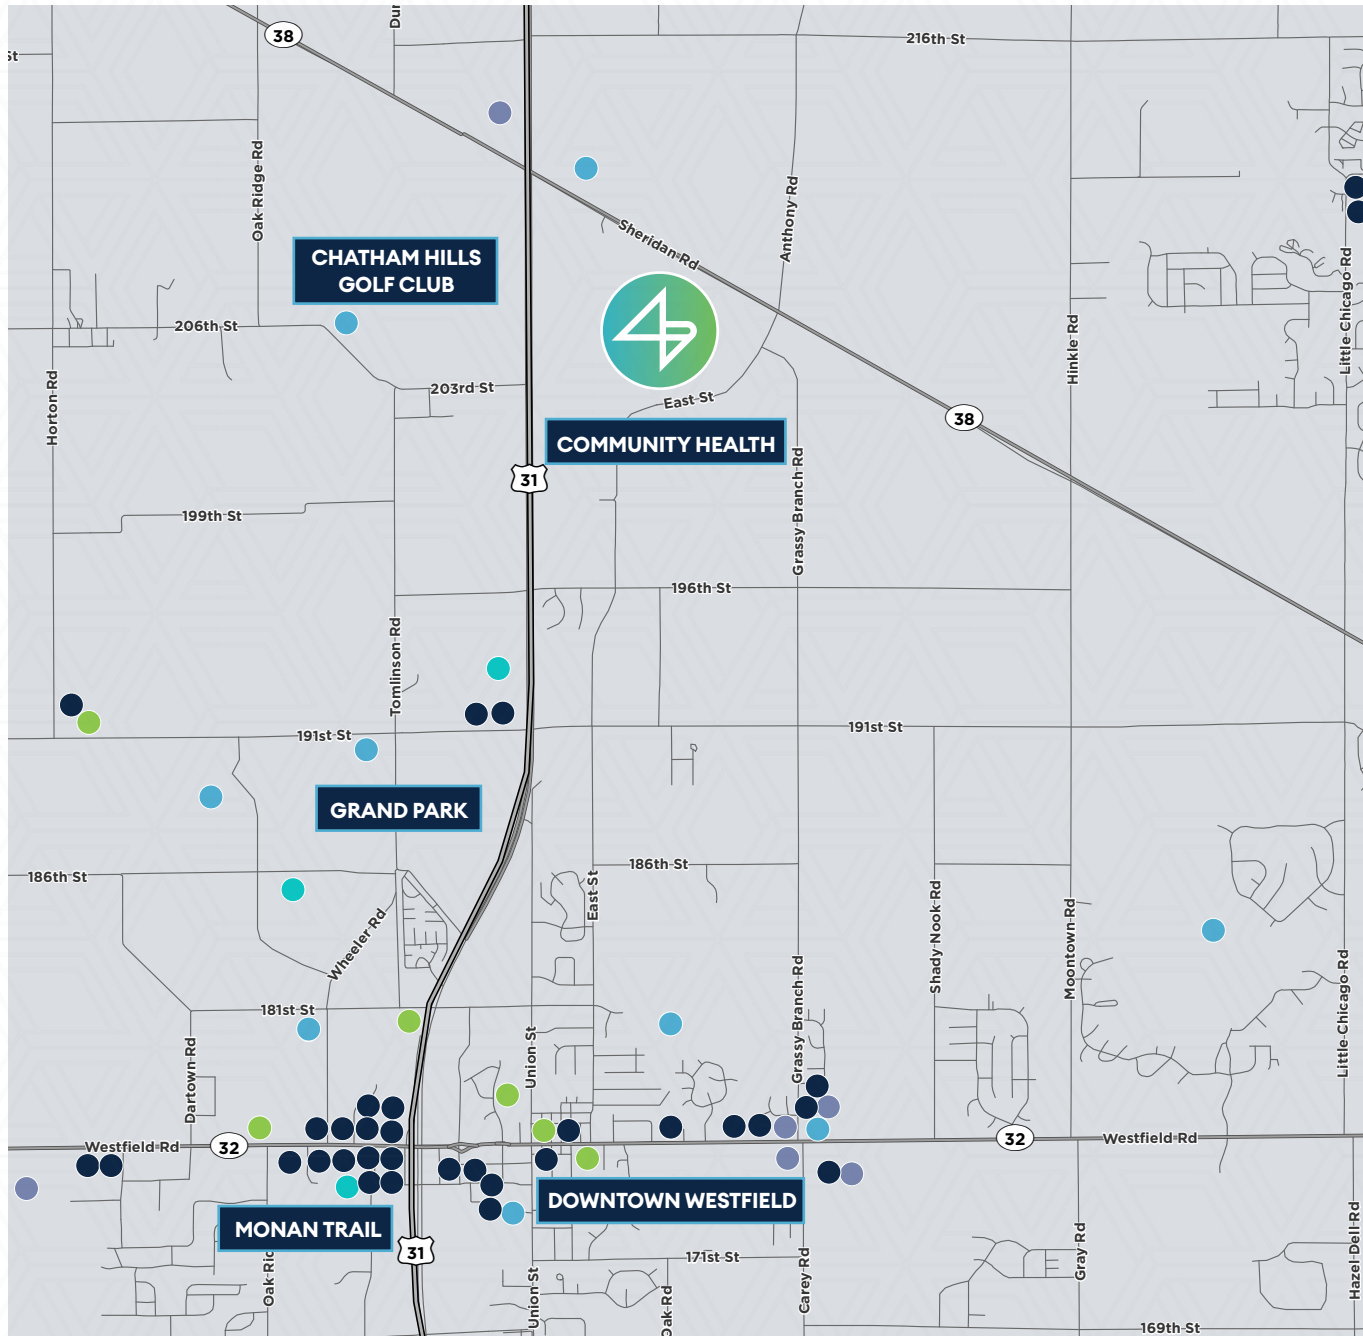 38
216th St
St
Dur
Oak Ridge Rd
Anthony Rd
Sheridan Rd
CHATHAM HILLS
GOLF CLUB
Little Chicago Rd
206th St
Hinkle Rd
Horton Rd
203rd St
East St
38
COMMUNITY HEALTH
31
Grassy Branch Rd
199th St
196th St
Tomlinson Rd
191st St
191st St
GRAND PARK
186th St
186th St
East St
Shady Nook Rd
Moontown Rd
Wheeler Rd
Grassy Branch Rd
Little Chicago Rd
181st St
Union St
Dartown Rd
Westfield Rd
32
32
Westfield Rd
DOWNTOWN WESTFIELD
MONAN TRAIL
31
171st St
Oak Ric
Union St
Oak Rd
Carey Rd
Gray Rd
Hazel Dell Rd
169th St